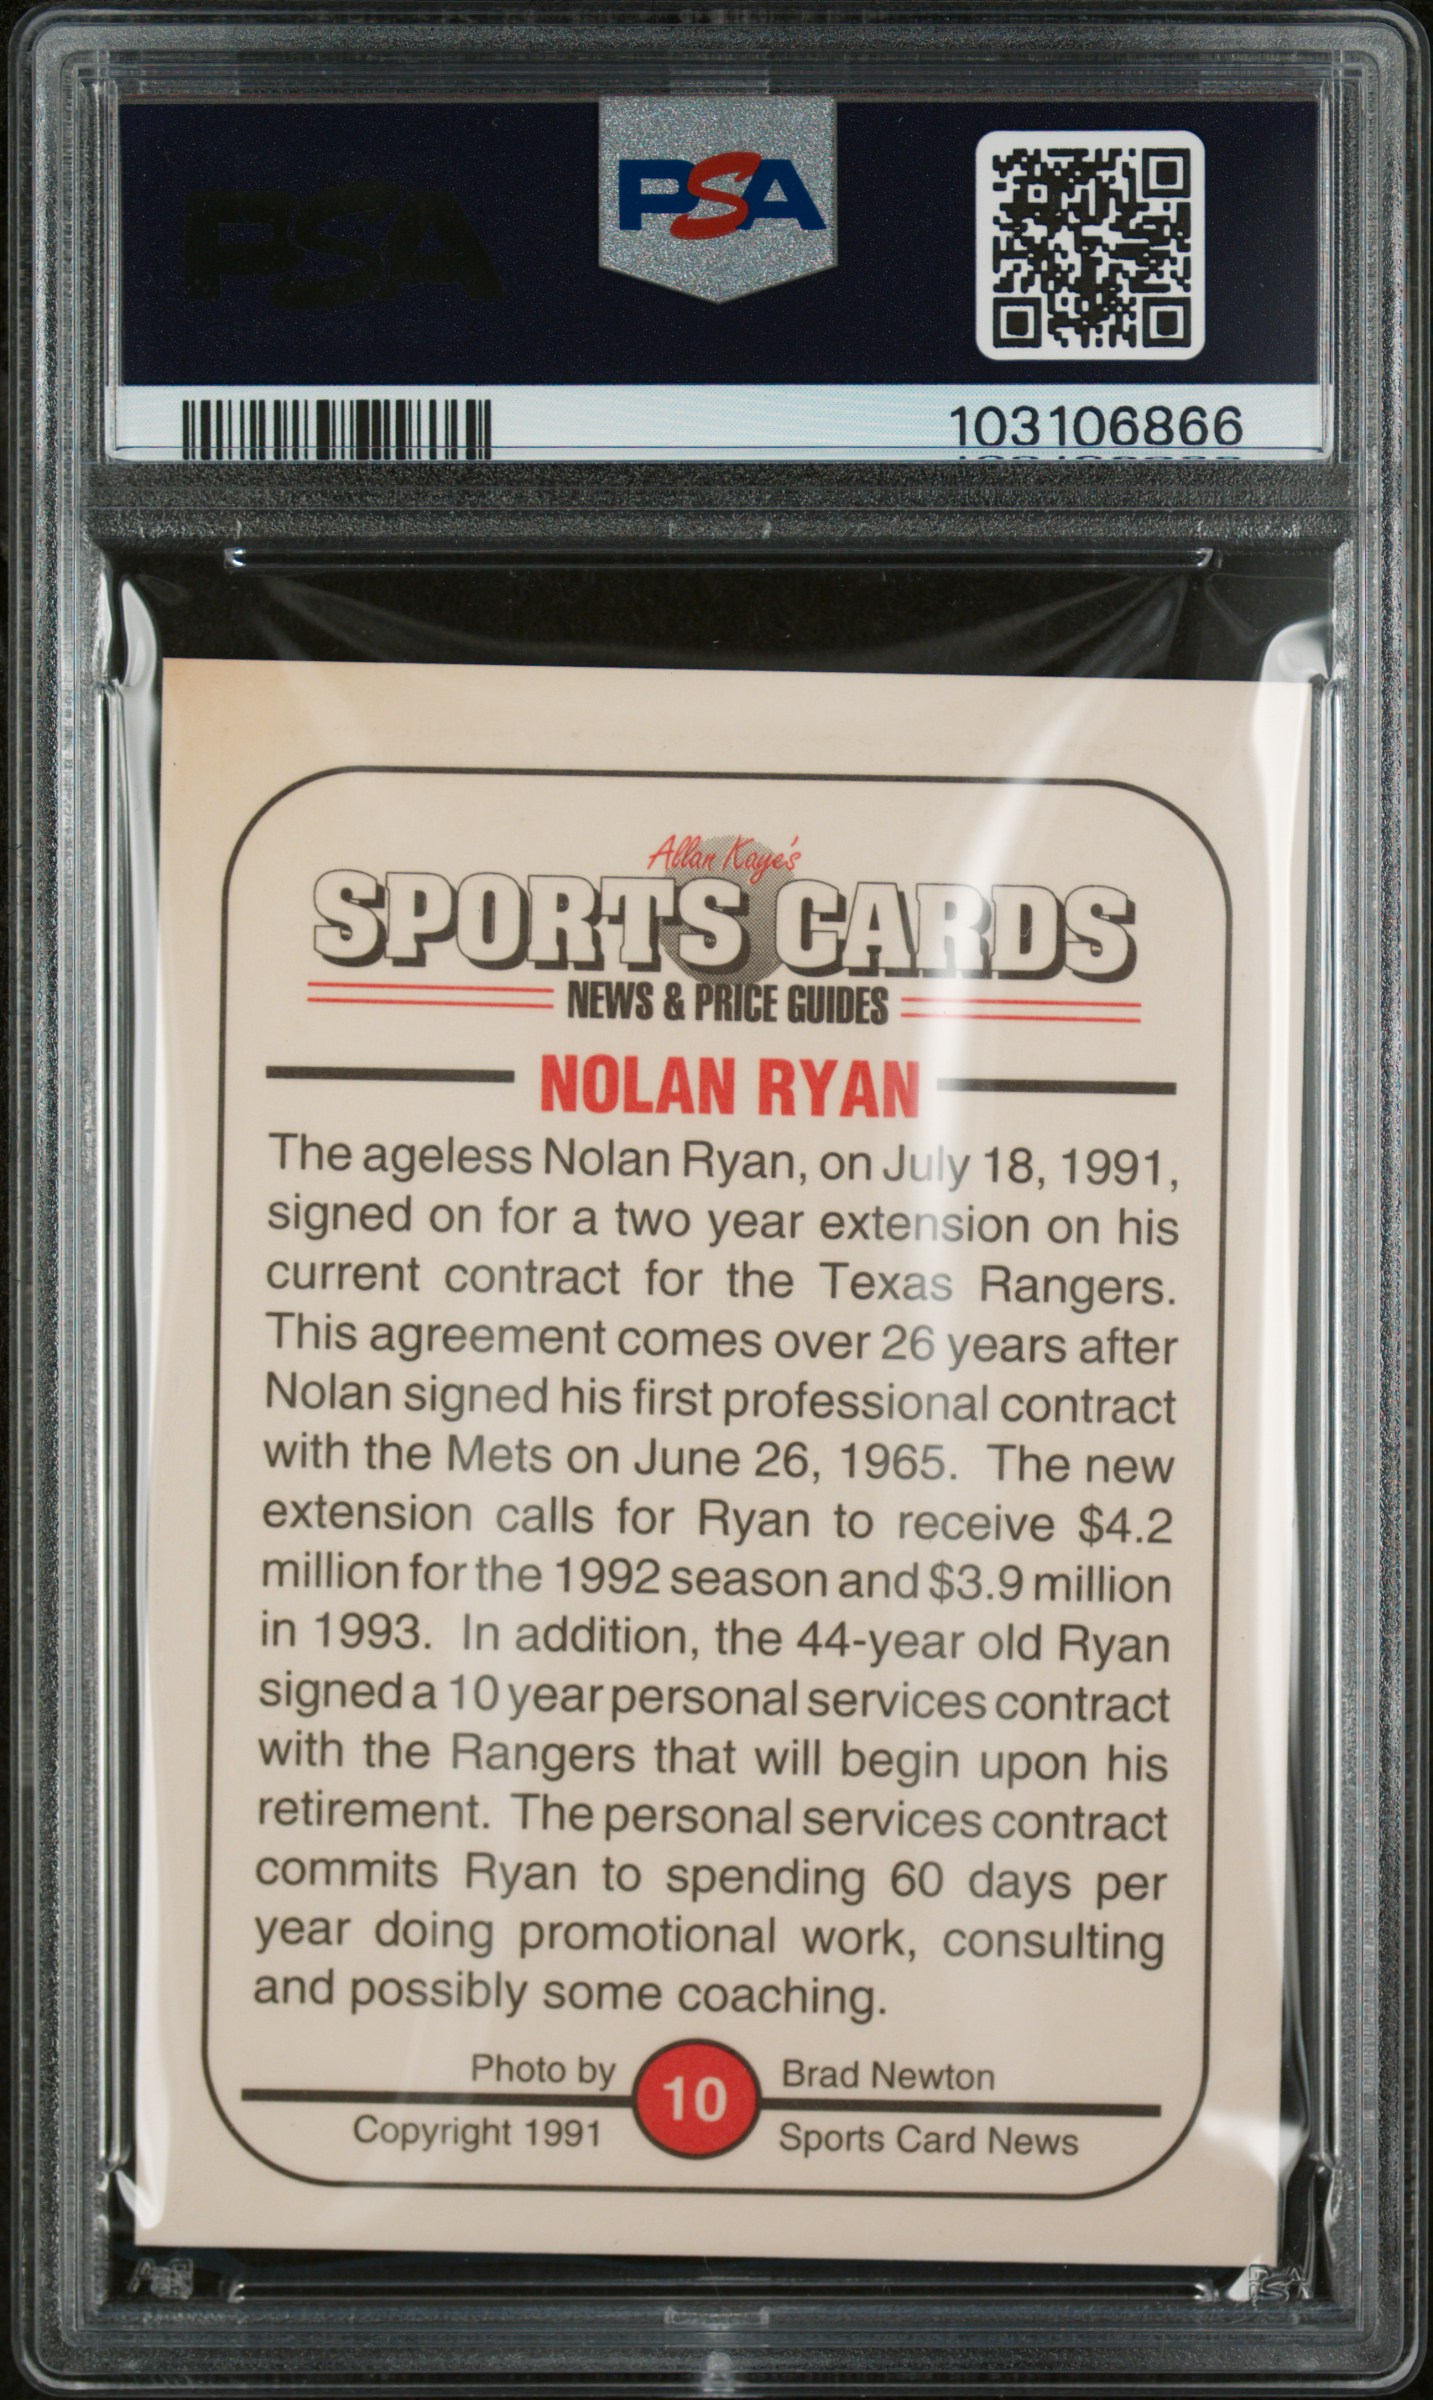 PSA
PSA
103106866
Allan Kaye's
SPORTS CARDS
NEWS & PRICE GUIDES
NOLAN RYAN
The ageless Nolan Ryan, on July 18, 1991,
signed on for a two year extension on his
current contract for the Texas Rangers.
This agreement comes over 26 years after
Nolan signed his first professional contract
with the Mets on June 26, 1965. The new
extension calls for Ryan to receive $4.2
million for the 1992 season and $3.9 million
in 1993. In addition, the 44-year old Ryan
signed a 10 year personal services contract
with the Rangers that will begin upon his
retirement. The personal services contract
commits Ryan to spending 60 days per
year doing promotional work, consulting
and possibly some coaching.
Photo by 10 Brad Newton
Copyright 1991 Sports Card News
PSA